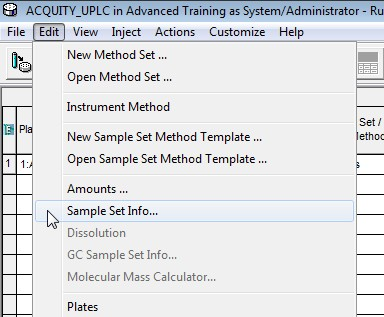 ACQUITY_UPLC in Advanced Training as System/Administrator - Ru
File Edit View Inject Actions Customize Help
New Method Set ...
Open Method Set ...
Instrument Method
New Sample Set Method Template ...
Open Sample Set Method Template ...
Set /
Pla
1
1:
Amounts ...
Sample Set Info...
Dissolution
GC Sample Set Info...
Molecular Mass Calculator...
Plates